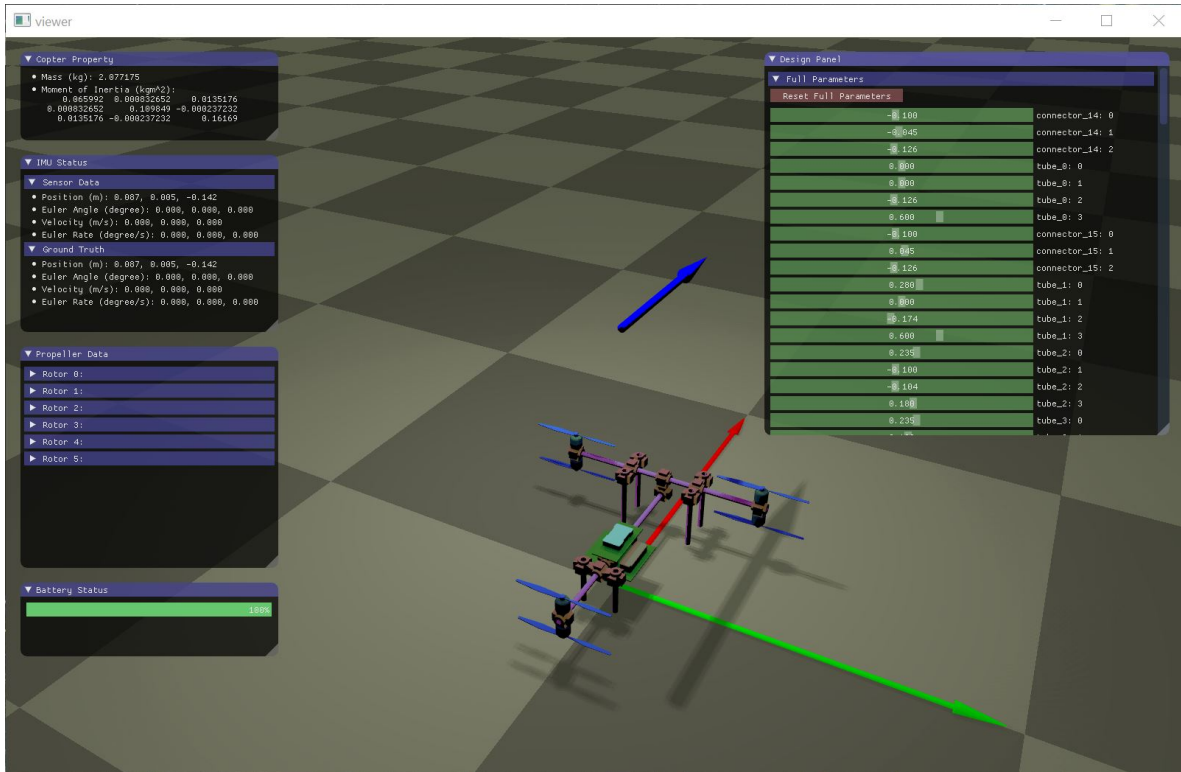 viewer
Copter Property
Mass (kg): 2.077175
Moment of Inertia (kgm^2):
0.065992 0.000832652 0.0135176
0.000832652 0.109849 -0.000237232
0.0135176 -0.000237232 0.16169
IMU Status
Sensor Data
Position (m): 0.087, 0.005, -0.142
Euler Angle (degree): 0.000, 0.000, 0.000
Velocity (m/s): 0.000, 0.000, 0.000
Euler Rate (degree/s): 0.000, 0.000, 0.000
Ground Truth
Position (m): 0.087, 0.005, -0.142
Euler Angle (degree): 0.000, 0.000, 0.000
Velocity (m/s): 0.000, 0.000, 0.000
Euler Rate (degree/s): 0.000, 0.000, 0.000
Propeller Data
Rotor 0:
Rotor 1:
Rotor 2:
Rotor 3:
Rotor 4:
Rotor 5:
Battery Status
100%
Design Panel
Full Parameters
Reset Full Parameters
-0.100 connector_14: 0
-0.045 connector_14: 1
-0.126 connector_14: 2
0.000 tube_0: 0
0.000 tube_0: 1
-0.126 tube_0: 2
0.600 tube_0: 3
-0.100 connector_15: 0
0.045 connector_15: 1
-0.126 connector_15: 2
0.280 tube_1: 0
0.000 tube_1: 1
-0.174 tube_1: 2
0.600 tube_1: 3
0.235 tube_2: 0
-0.100 tube_2: 1
-0.104 tube_2: 2
0.180 tube_2: 3
0.235 tube_3: 0